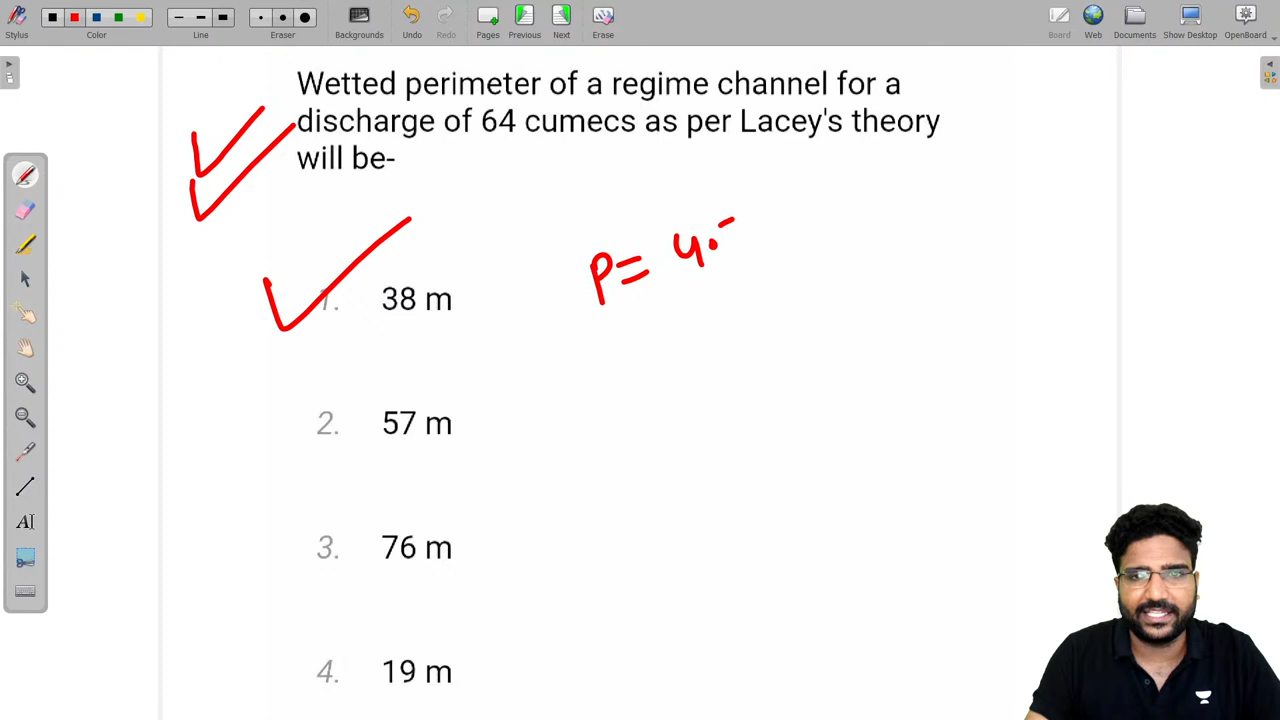 Stylus
Color
Line
Eraser
Backgrounds
Undo
Redo
Pages
Previous
Next
Erase
Board
Web
Documents
Show Desktop
OpenBoard
Wetted perimeter of a regime channel for a
discharge of 64 cumecs as per Lacey's theory
will be-
P= 4.
1. 38 m
2. 57 m
3. 76 m
4. 19 m